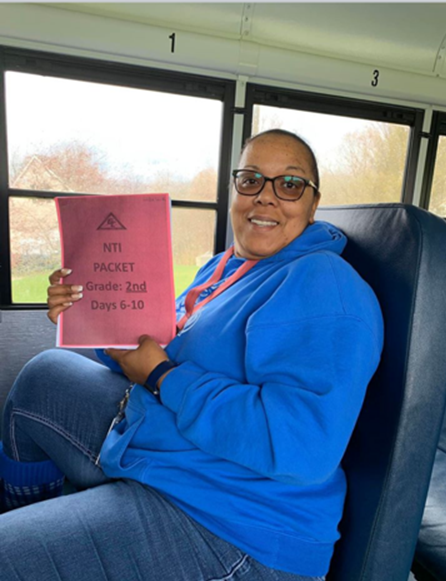 1
3
NTI
PACKET
Grade: 2nd
Days 6-10